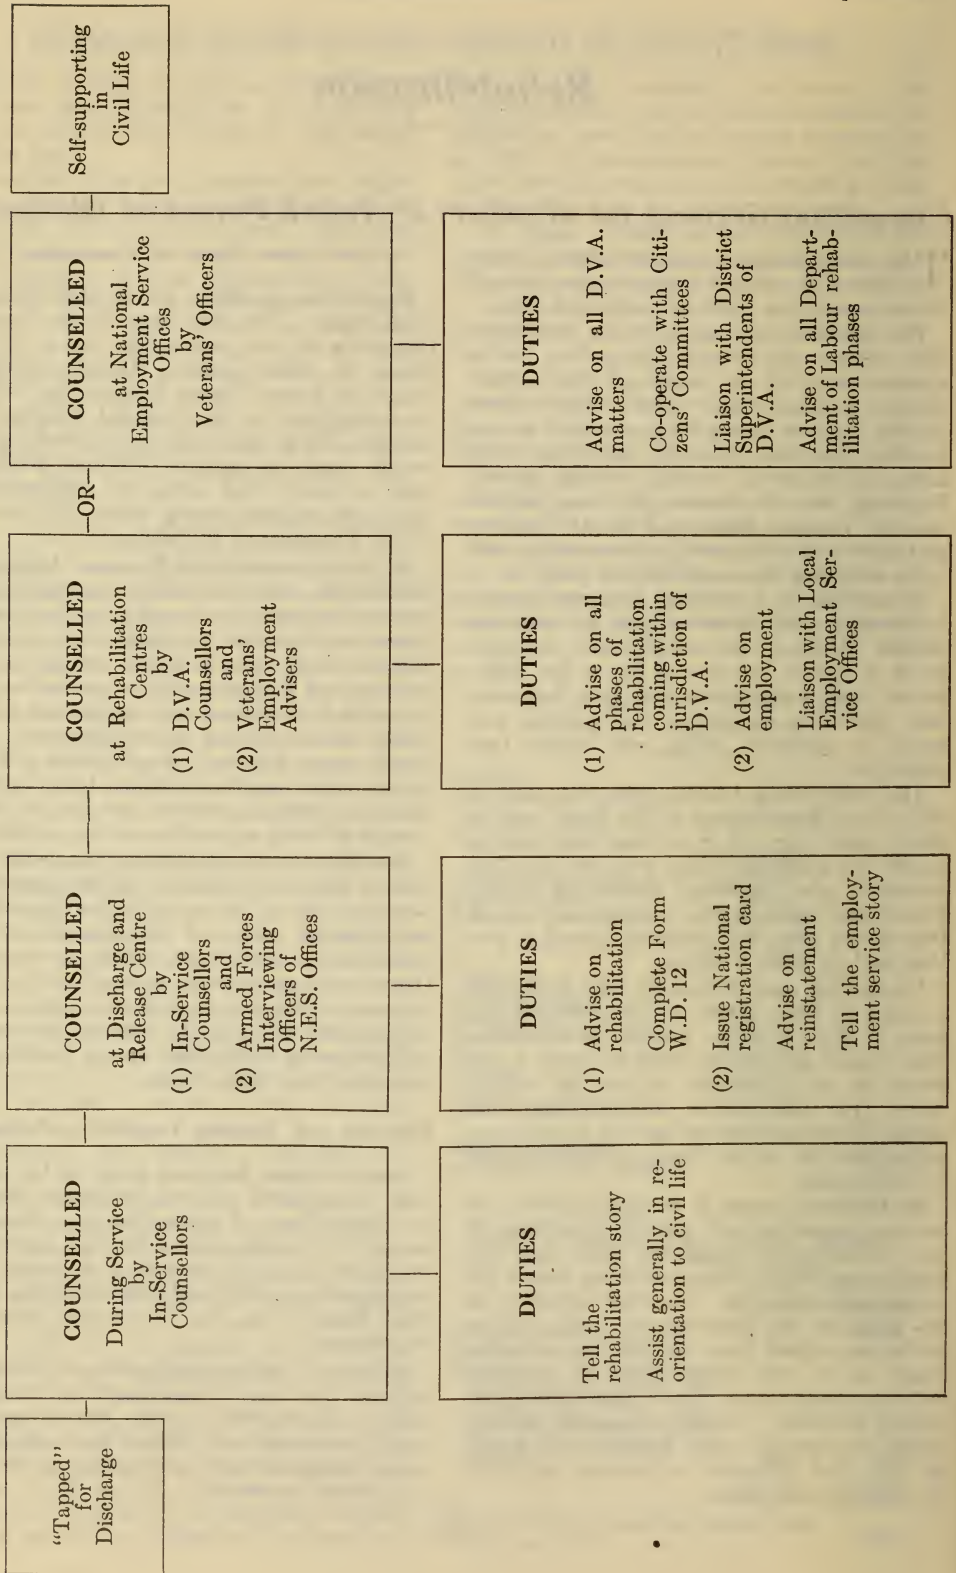 "Tapped"
for
Discharge
COUNSELLED
During Service
by
In-Service
Counsellors
DUTIES
Tell the
rehabilitation story
Assist generally in re-
orientation to civil life
COUNSELLED
at Discharge and
Release Centre
by
(1) In-Service
Counsellors
and
(2) Armed Forces
Interviewing
Officers of
N.E.S. Offices
DUTIES
(1) Advise on
rehabilitation
Complete Form
W.D. 12
(2) Issue National
registration card
Advise on
reinstatement
Tell the employ-
ment service story
COUNSELLED
at Rehabilitation
Centres
by
(1) D.V.A.
Counsellors
and
(2) Veterans'
Employment
Advisers
DUTIES
(1) Advise on all
phases of
rehabilitation
coming within
jurisdiction of
D.V.A.
(2) Advise on
employment
Liaison with Local
Employment Ser-
vice Offices
OR
COUNSELLED
at National
Employment Service
Offices
by
Veterans' Officers
DUTIES
Advise on all D.V.A.
matters
Co-operate with Citi-
zens' Committees
Liaison with District
Superintendents of
D.V.A.
Advise on all Depart-
ment of Labour rehab-
ilitation phases
Self-supporting
in
Civil Life
Rehabilitation